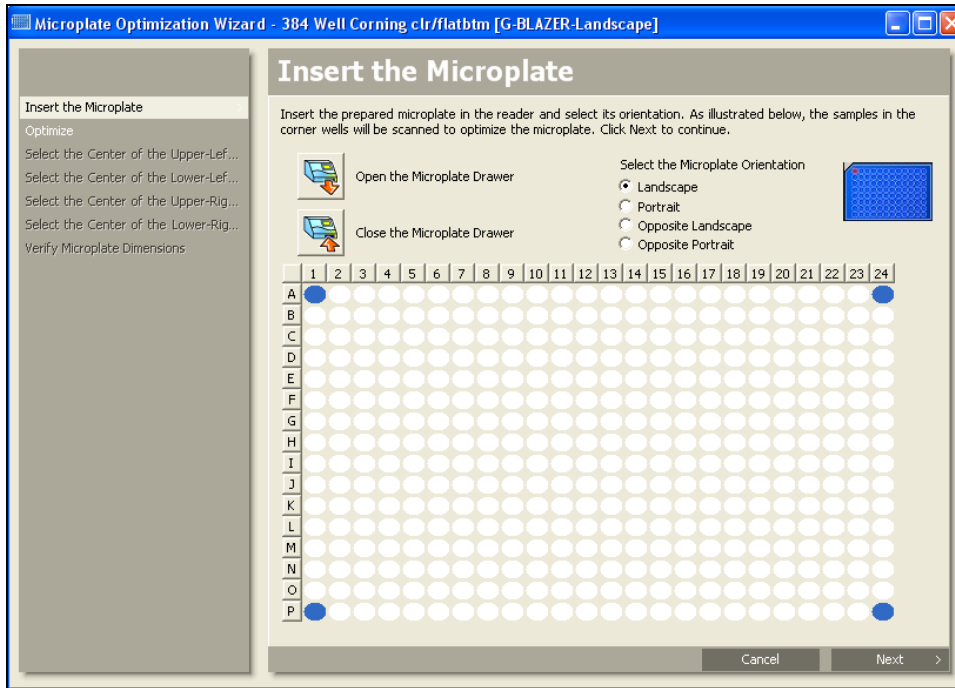 Microplate Optimization Wizard - 384 Well Corning clr/flatbtm [G-BLAZER-Landscape]
Insert the Microplate
Optimize
Select the Center of the Upper-Lef...
Select the Center of the Lower-Lef...
Select the Center of the Upper-Rig...
Select the Center of the Lower-Rig...
Verify Microplate Dimensions
Insert the Microplate
Insert the prepared microplate in the reader and select its orientation. As illustrated below, the samples in the
corner wells will be scanned to optimize the microplate. Click Next to continue.
Open the Microplate Drawer
Close the Microplate Drawer
Select the Microplate Orientation
Landscape
Portrait
Opposite Landscape
Opposite Portrait
1 2 3 4 5 6 7 8 9 10 11 12 13 14 15 16 17 18 19 20 21 22 23 24
A
B
C
D
E
F
G
H
I
J
K
L
M
N
O
P
Cancel
Next >